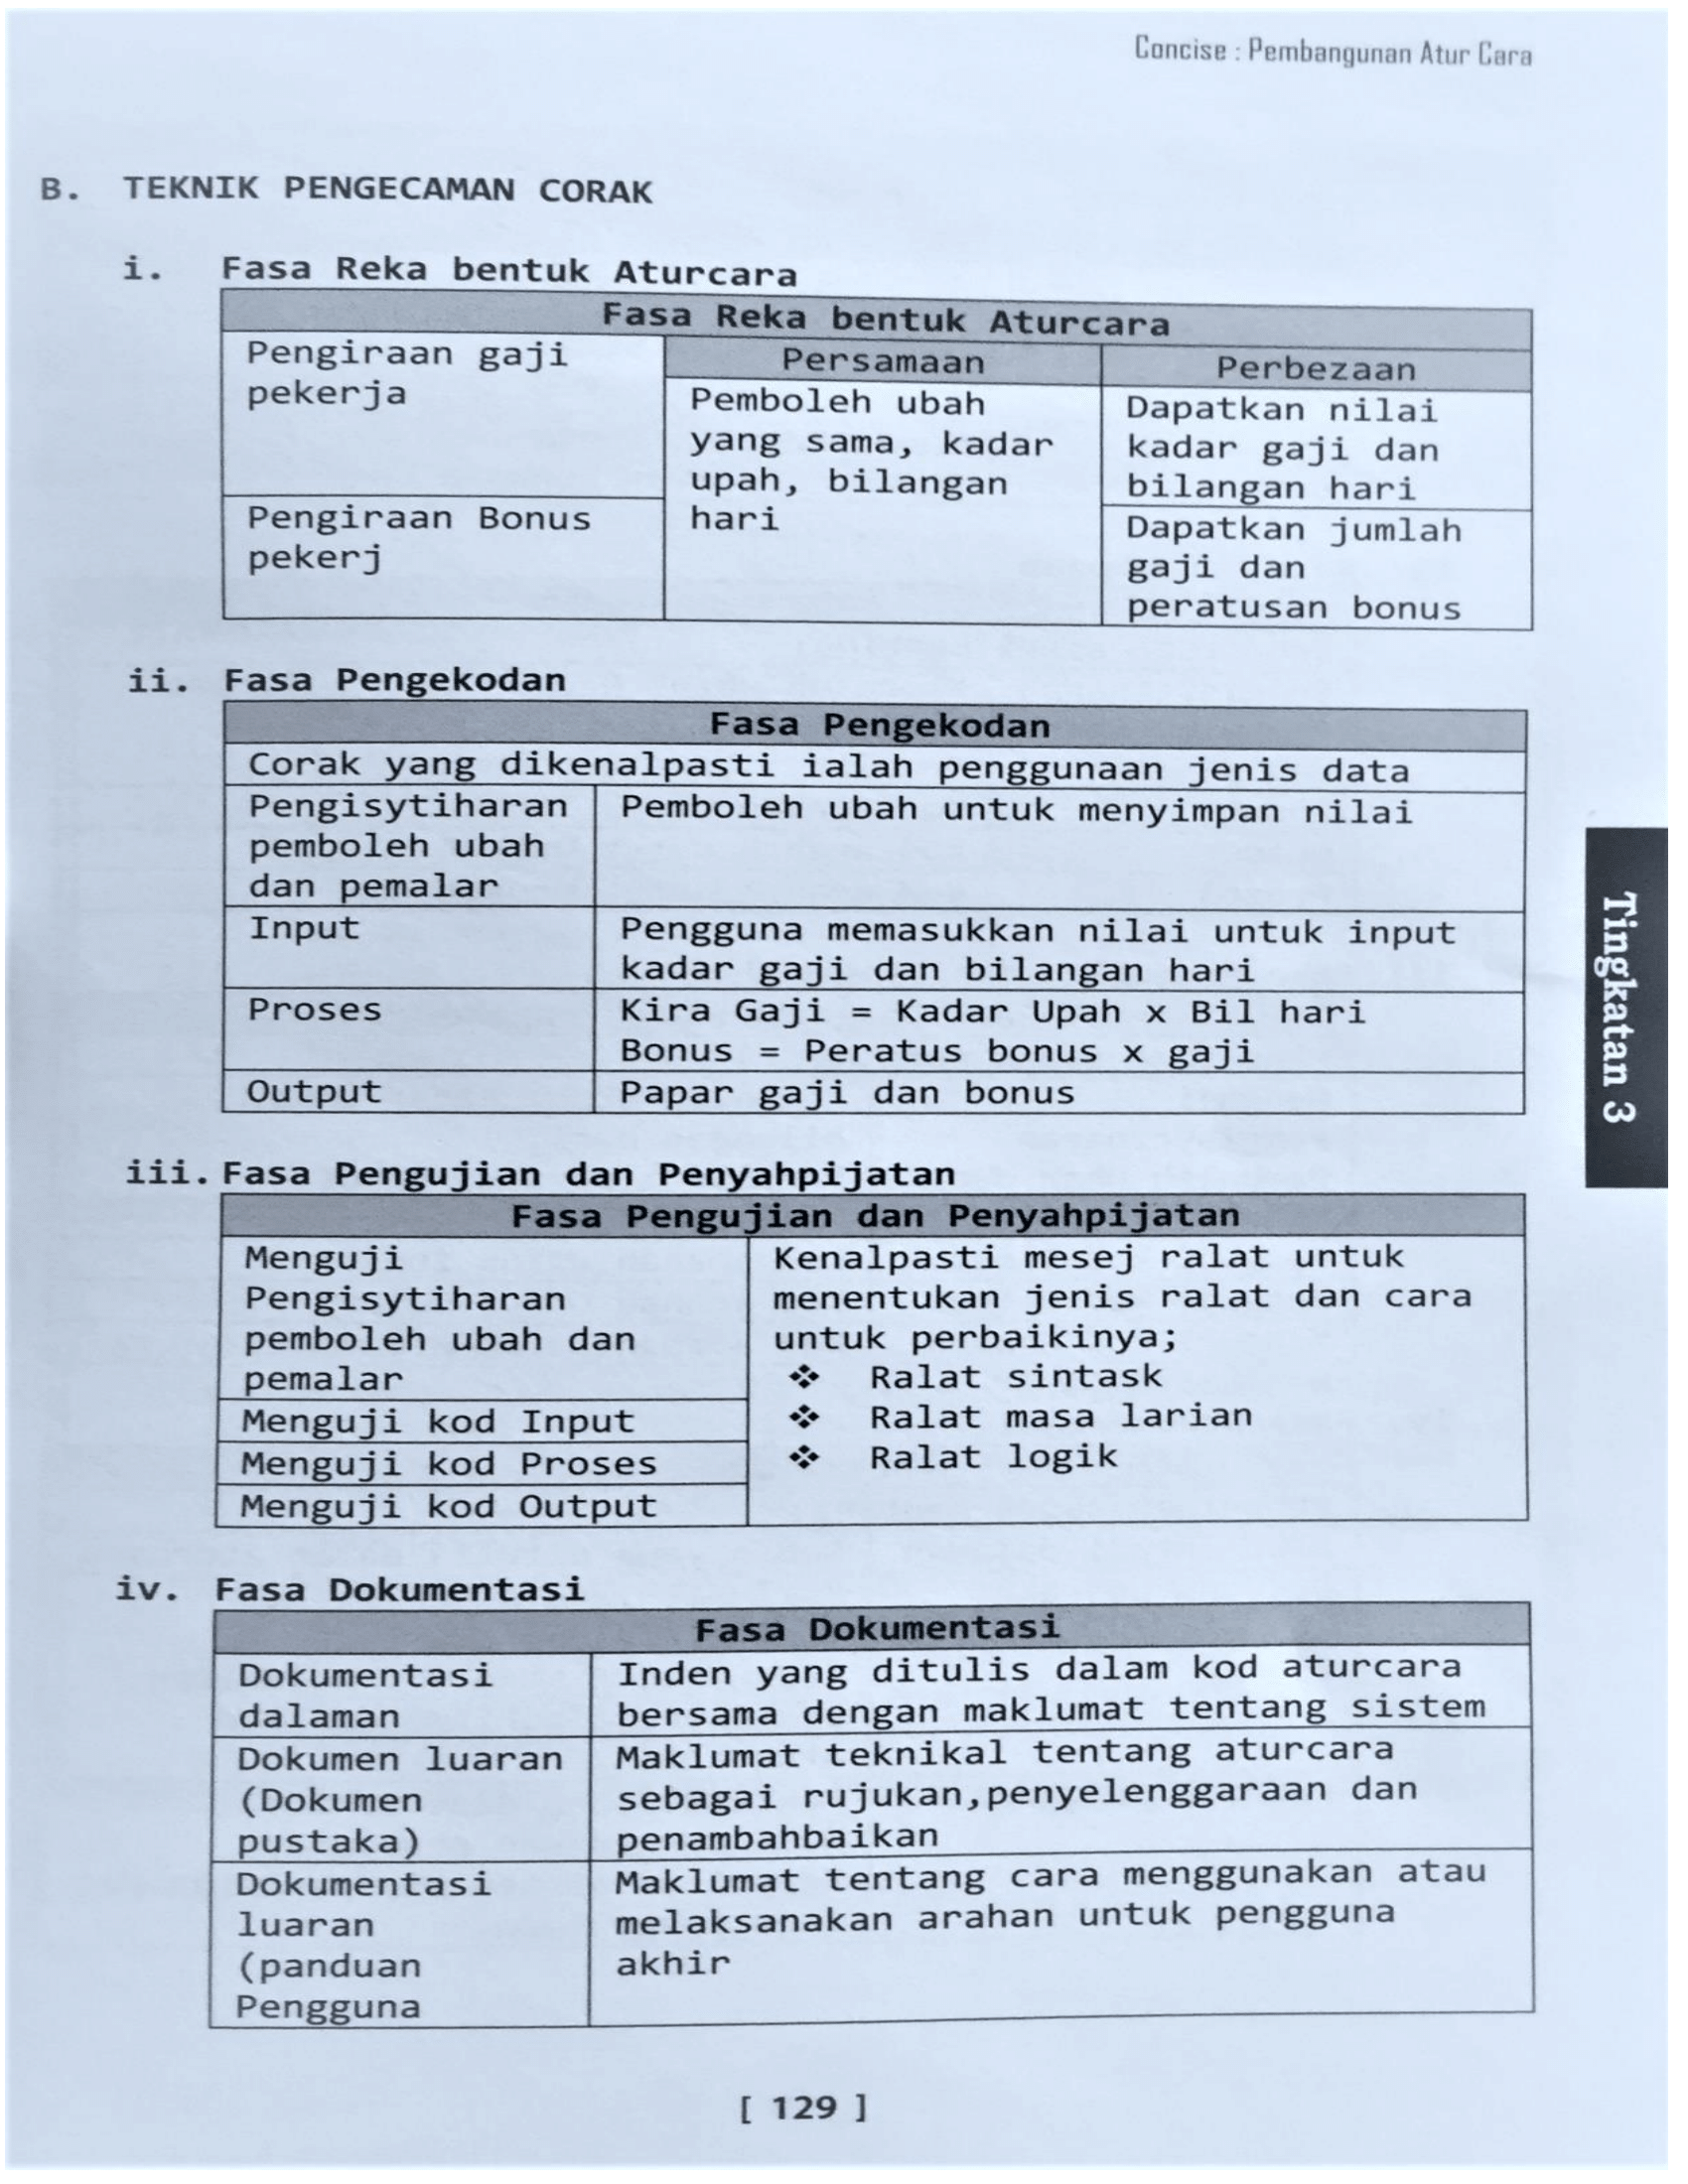 Concise : Pembangunan Atur Cara
B. TEKNIK PENGECAMAN CORAK
i. Fasa Reka bentuk Aturcara
Fasa Reka bentuk Aturcara
Pengiraan gaji
pekerja
Persamaan
Perbezaan
Pemboleh ubah
yang sama, kadar
upah, bilangan
hari
Dapatkan nilai
kadar gaji dan
bilangan hari
Pengiraan Bonus
pekerj
Dapatkan jumlah
gaji dan
peratusan bonus
ii. Fasa Pengekodan
Fasa Pengekodan
Corak yang dikenalpasti ialah penggunaan jenis data
Pengisytiharan
pemboleh ubah
dan pemalar
Pemboleh ubah untuk menyimpan nilai
Input
Pengguna memasukkan nilai untuk input
kadar gaji dan bilangan hari
Proses
Kira Gaji = Kadar Upah x Bil hari
Bonus = Peratus bonus x gaji
Output
Papar gaji dan bonus
iii. Fasa Pengujian dan Penyahpijatan
Fasa Pengujian dan Penyahpijatan
Menguji
Pengisytiharan
pemboleh ubah dan
pemalar
Menguji kod Input
Menguji kod Proses
Menguji kod Output
Kenalpasti mesej ralat untuk
menentukan jenis ralat dan cara
untuk perbaikinya;
❖ Ralat sintask
❖ Ralat masa larian
❖ Ralat logik
iv. Fasa Dokumentasi
Fasa Dokumentasi
Dokumentasi
dalaman
Inden yang ditulis dalam kod aturcara
bersama dengan maklumat tentang sistem
Dokumen luaran
(Dokumen
pustaka)
Maklumat teknikal tentang aturcara
sebagai rujukan,penyelenggaraan dan
penambahbaikan
Dokumentasi
luaran
(panduan
Pengguna
Maklumat tentang cara menggunakan atau
melaksanakan arahan untuk pengguna
akhir
Tingkatan 3
[ 129 ]